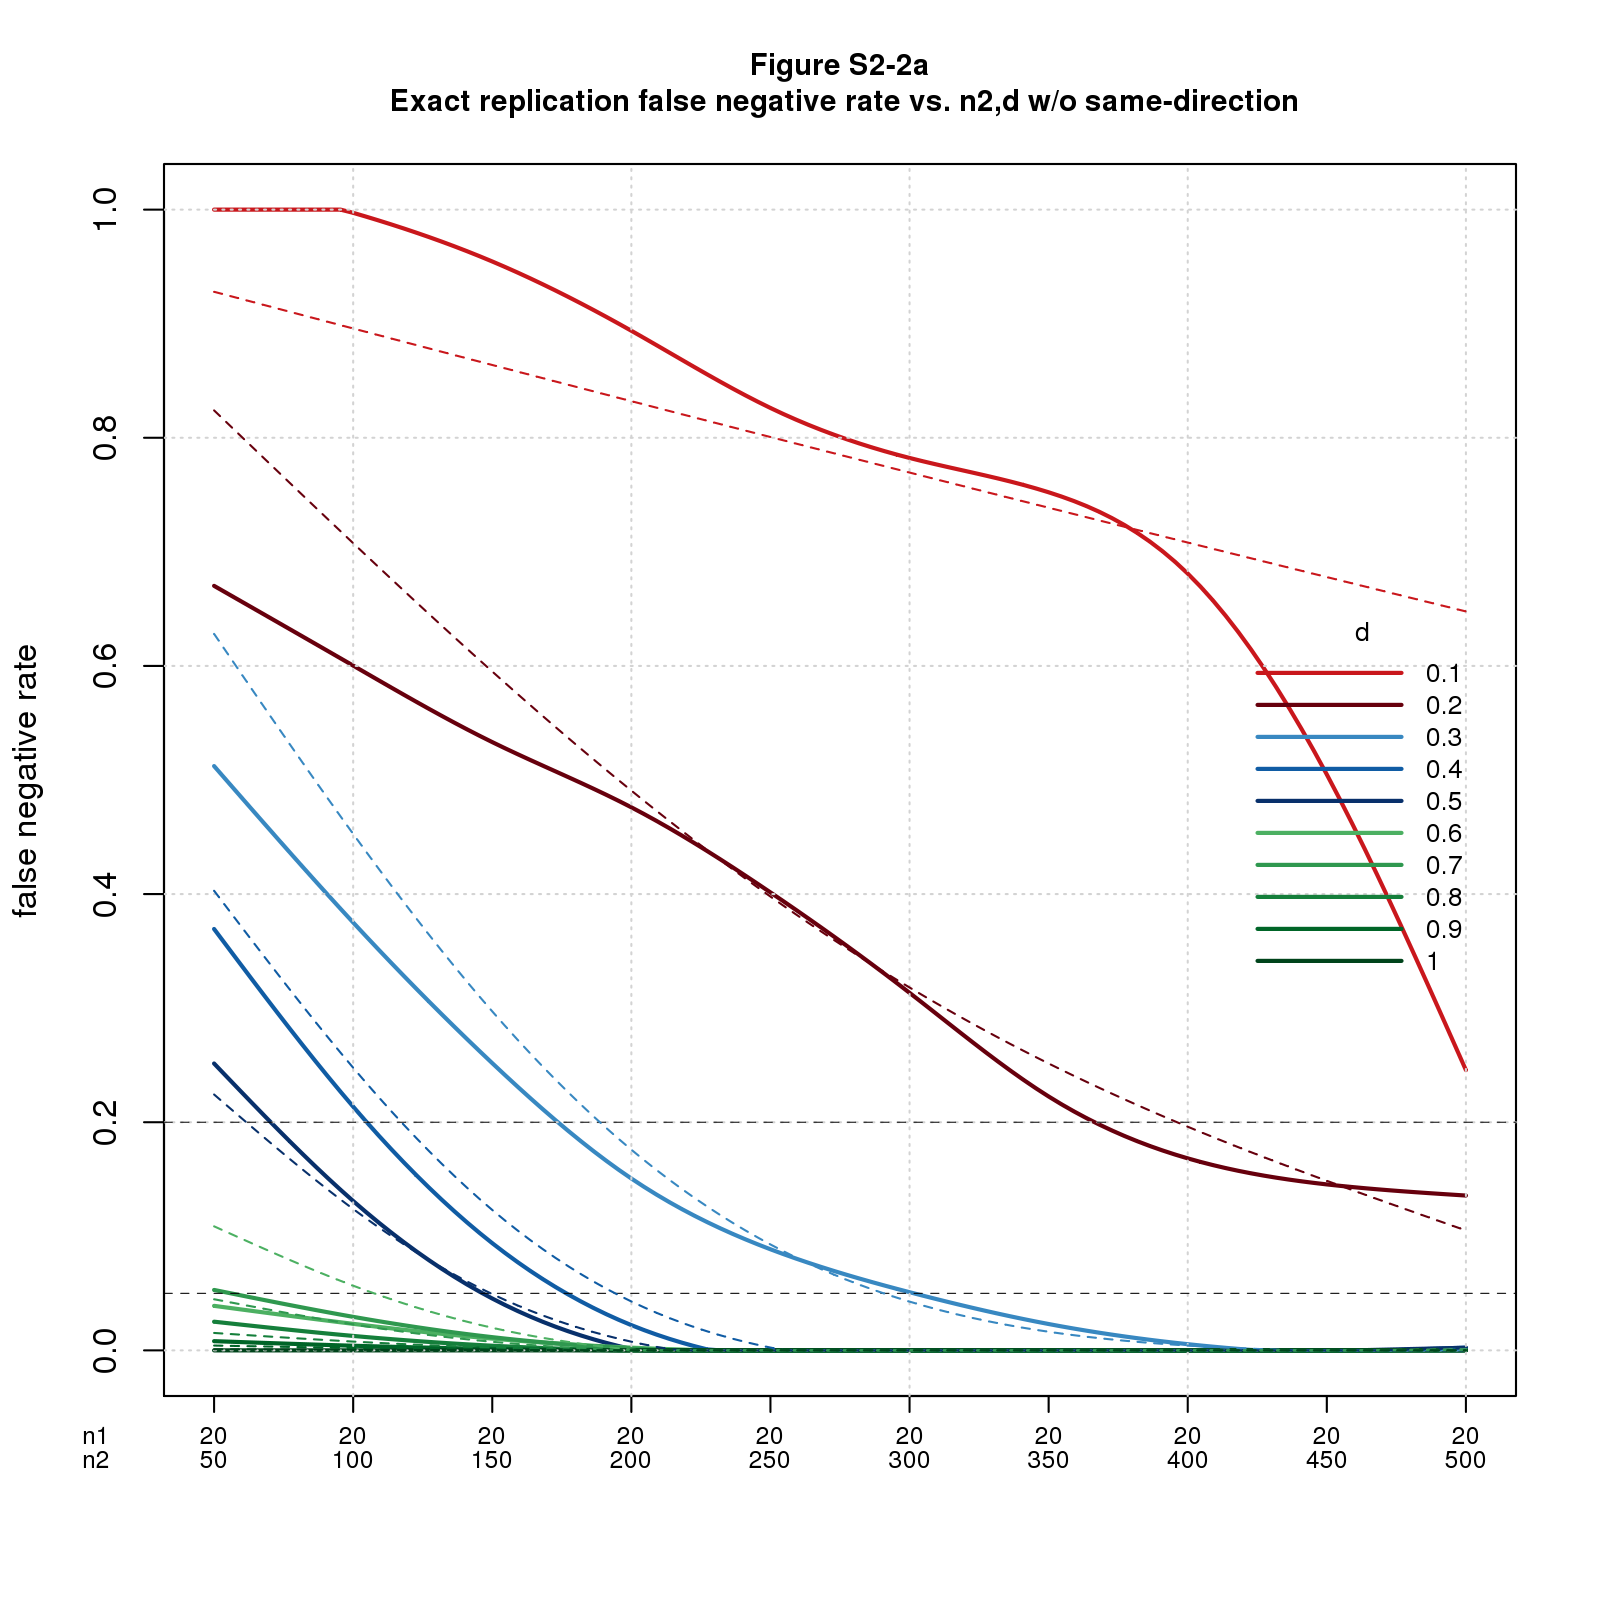 Figure S2-2a
Exact replication false negative rate vs. n2,d w/o same-direction
false negative rate
1.0
0.8
0.6
0.4
0.2
0.0
d
0.1
0.2
0.3
0.4
0.5
0.6
0.7
0.8
0.9
1
n1 20 20 20 20 20 20 20 20 20 20
n2 50 100 150 200 250 300 350 400 450 500